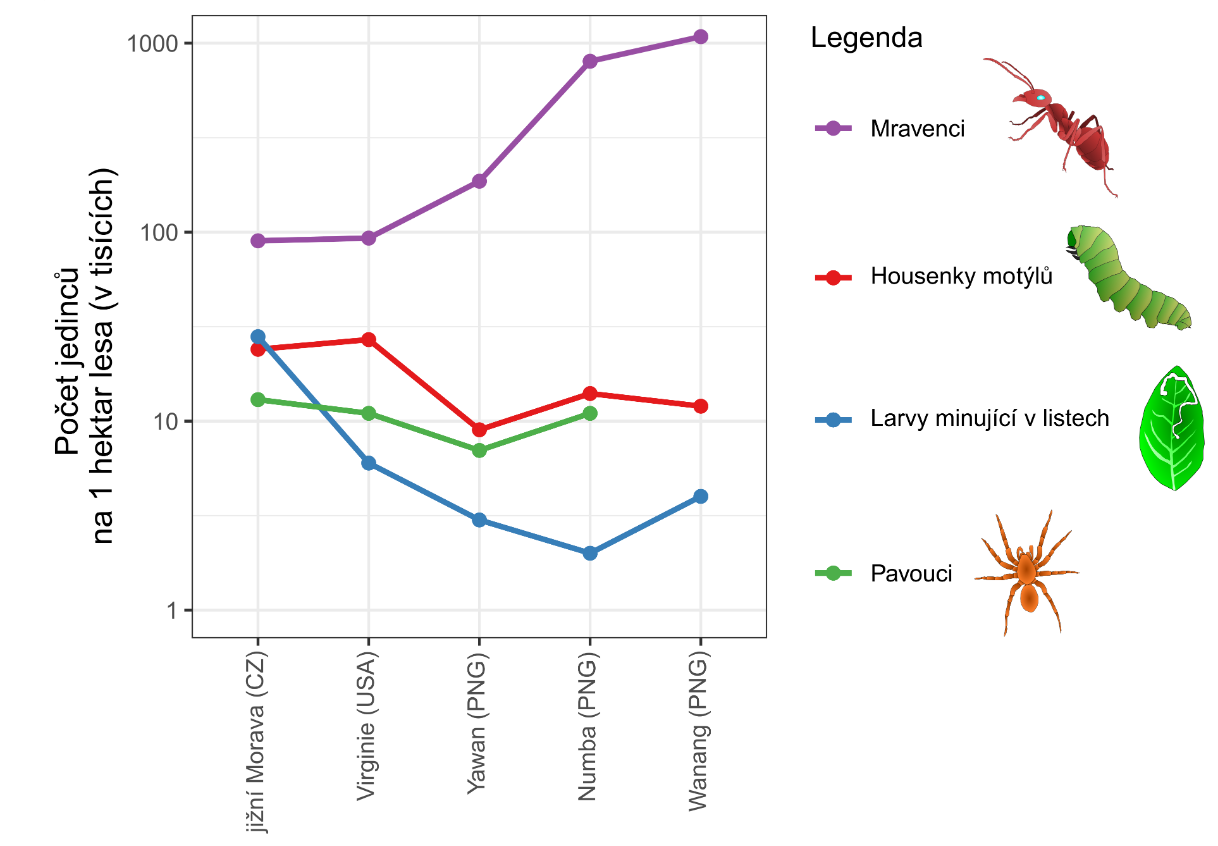 Počet jedinců
na 1 hektar lesa (v tisících)
1000
100
10
1
jižní Morava (CZ)
Virginie (USA)
Yawan (PNG)
Numba (PNG)
Wanang (PNG)
Legenda
Mravenci
Housenky motýlů
Larvy minující v listech
Pavouci